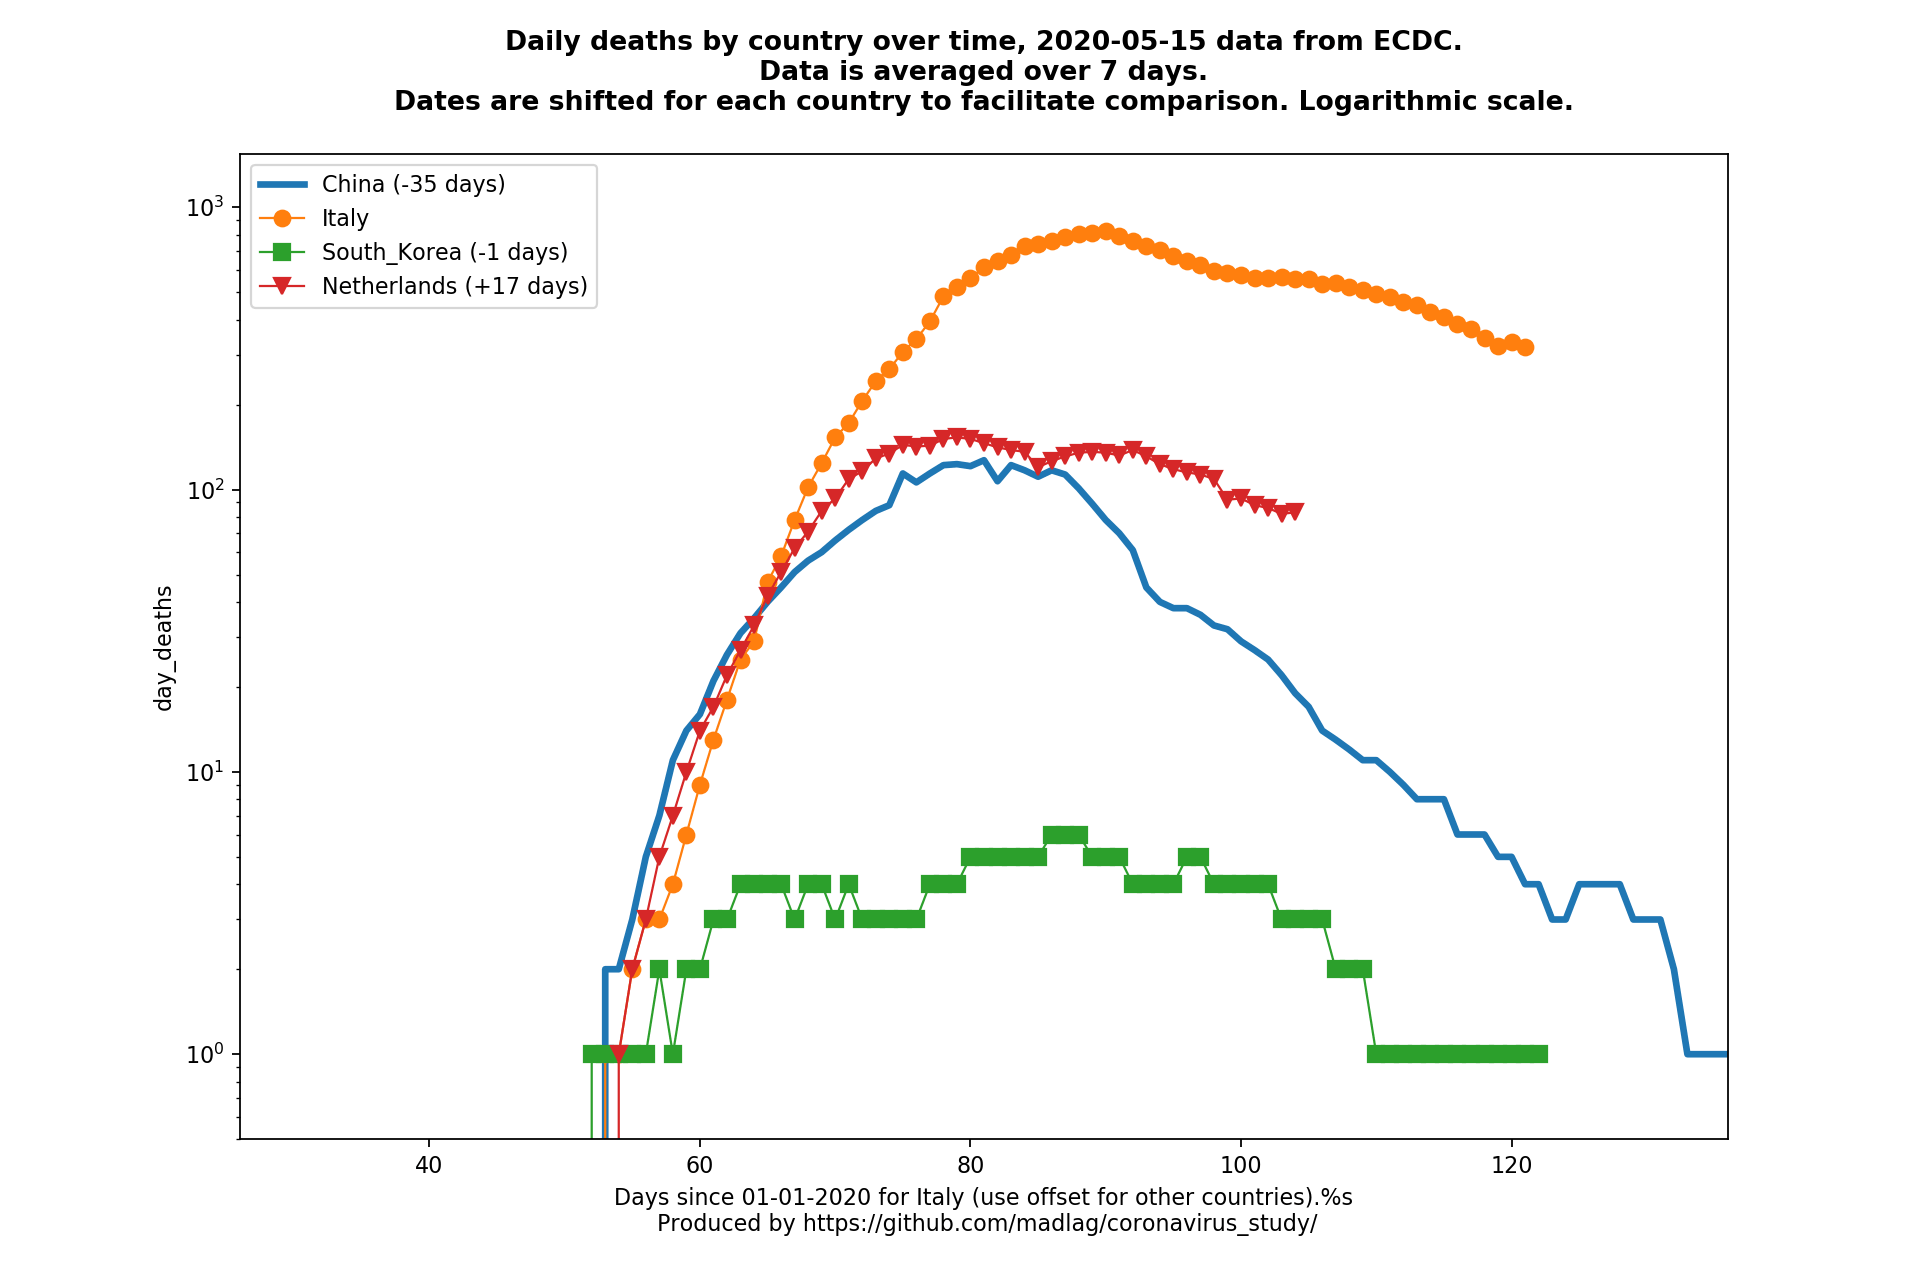 Daily deaths by country over time, 2020-05-15 data from ECDC.
Data is averaged over 7 days.
Dates are shifted for each country to facilitate comparison. Logarithmic scale.
China (-35 days)
Italy
South_Korea (-1 days)
Netherlands (+17 days)
10³
10²
10¹
10⁰
day_deaths
40 60 80 100 120
Days since 01-01-2020 for Italy (use offset for other countries).%s
Produced by https://github.com/madlag/coronavirus_study/